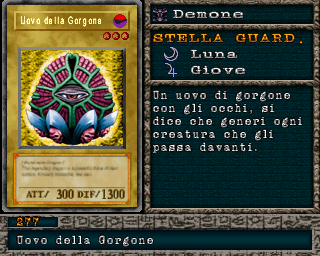 Uovo della Gorgone
ATT/ 300 DIF/1300
Demone
STELLA GUARD.
Luna
Giove
Un uovo di gorgone
con gli occhi, si
dice che generi ogni
creatura che gli
passa davanti.
277
Uovo della Gorgone